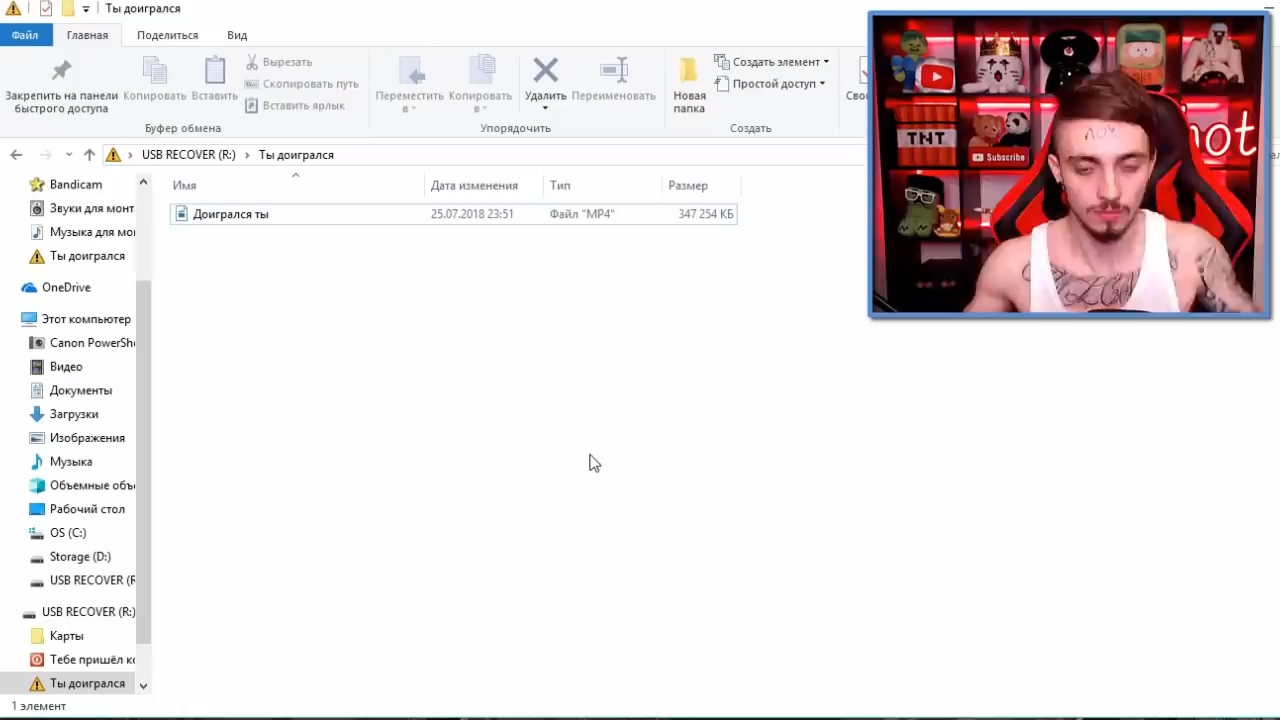 Ты доигрался
Файл
Главная
Поделиться
Вид
Закрепить на панели
быстрого доступа
Копировать
Вставить
Вырезать
Скопировать путь
Вставить ярлык
Буфер обмена
Переместить
в
Копировать
в
Удалить
Переименовать
Упорядочить
Новая
папка
Создать элемент
Простой доступ
Создать
Сво
USB RECOVER (R:)
Ты доигрался
Имя
Дата изменения
Тип
Размер
Доигрался ты
25.07.2018 23:51
Файл "MP4"
347 254 КБ
Bandicam
Звуки для монт
Музыка для мо
Ты доигрался
OneDrive
Этот компьютер
Canon PowerSh
Видео
Документы
Загрузки
Изображения
Музыка
Объемные объ
Рабочий стол
OS (C:)
Storage (D:)
USB RECOVER (R
USB RECOVER (R:)
Карты
Тебе пришёл к
Ты доигрался
1 элемент
TNT
Subscribe
hot